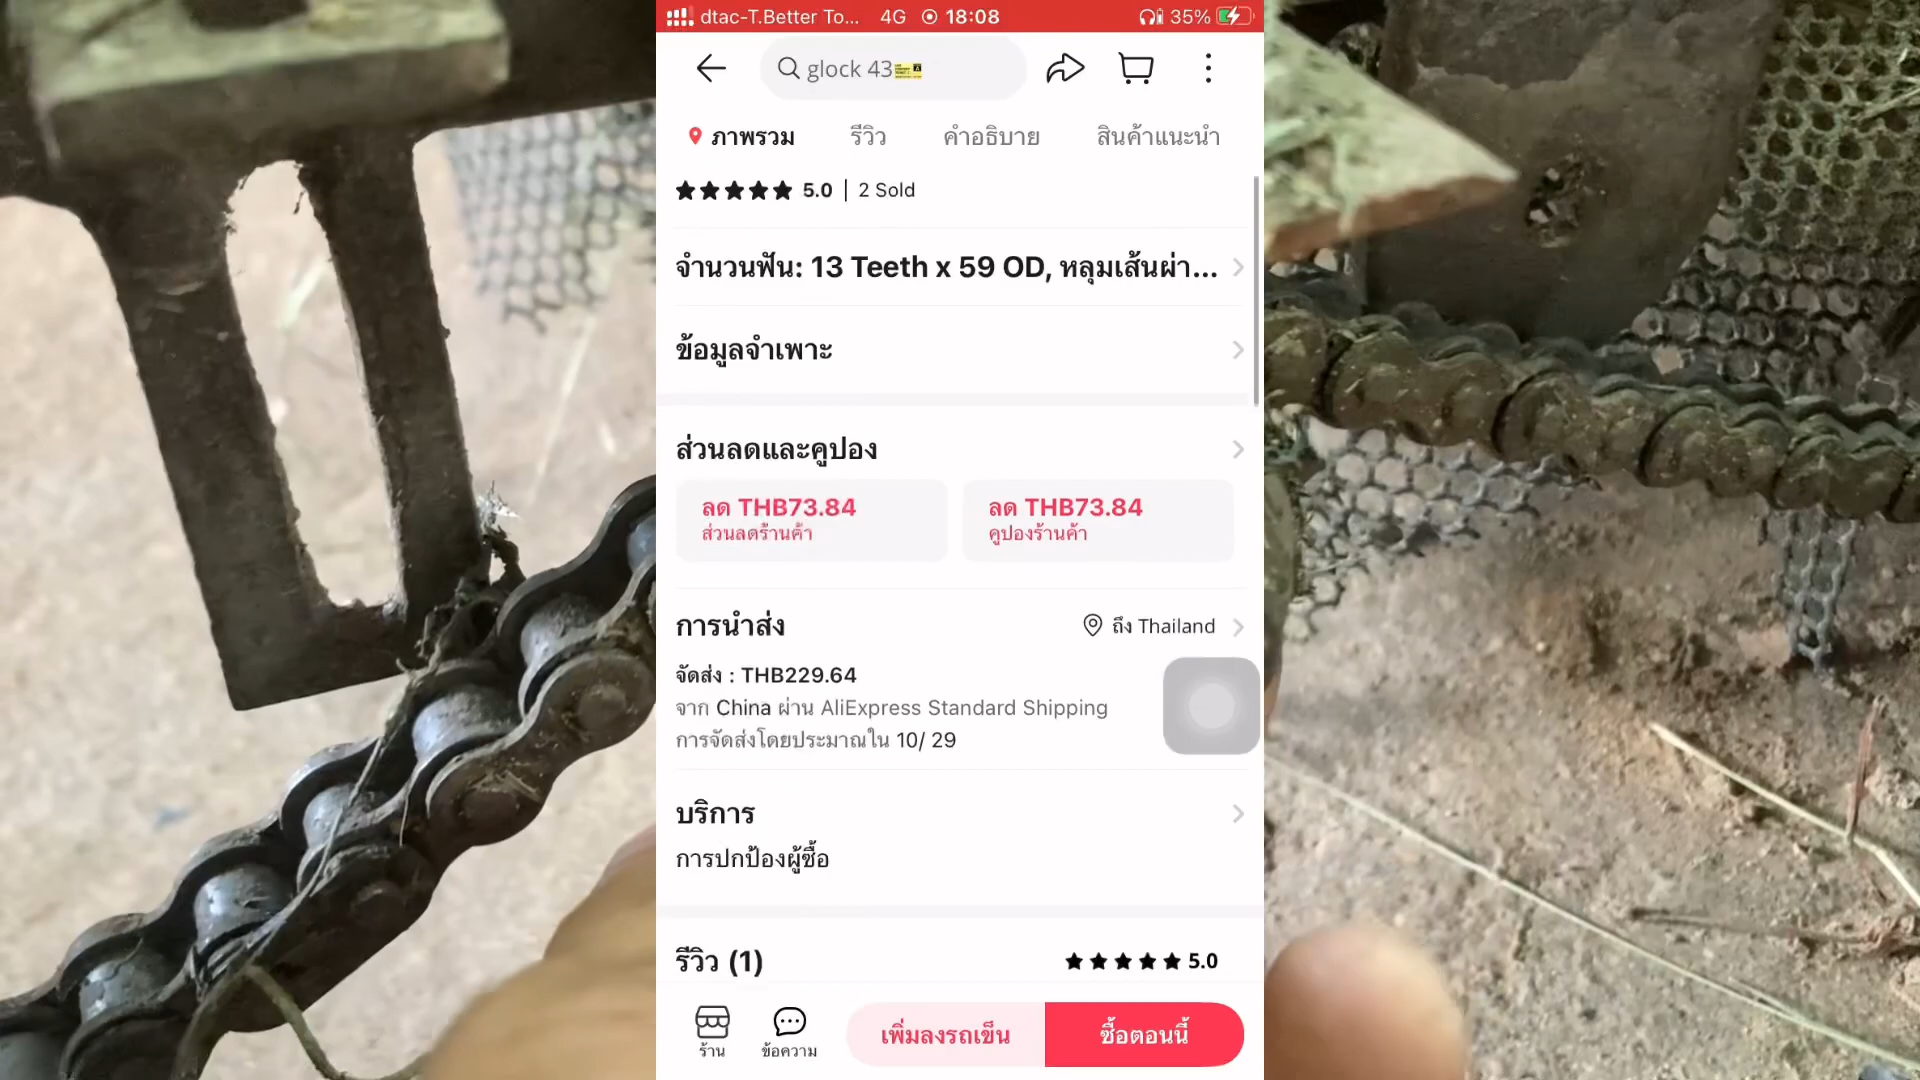 dtac-T.Better To... 4G 18:08 35%
glock 43
ภาพรวม รีวิว คำอธิบาย สินค้าแนะนำ
5.0 | 2 Sold
จำนวนฟัน: 13 Teeth x 59 OD, หลุมเส้นผ่า...
ข้อมูลจำเพาะ
ส่วนลดและคูปอง
ลด THB73.84 ลด THB73.84
ส่วนลดร้านค้า คูปองร้านค้า
การนำส่ง ถึง Thailand
จัดส่ง : THB229.64
จาก China ผ่าน AliExpress Standard Shipping
การจัดส่งโดยประมาณใน 10/ 29
บริการ
การปกป้องผู้ซื้อ
รีวิว (1) 5.0
ร้าน ข้อความ เพิ่มลงรถเข็น ซื้อตอนนี้